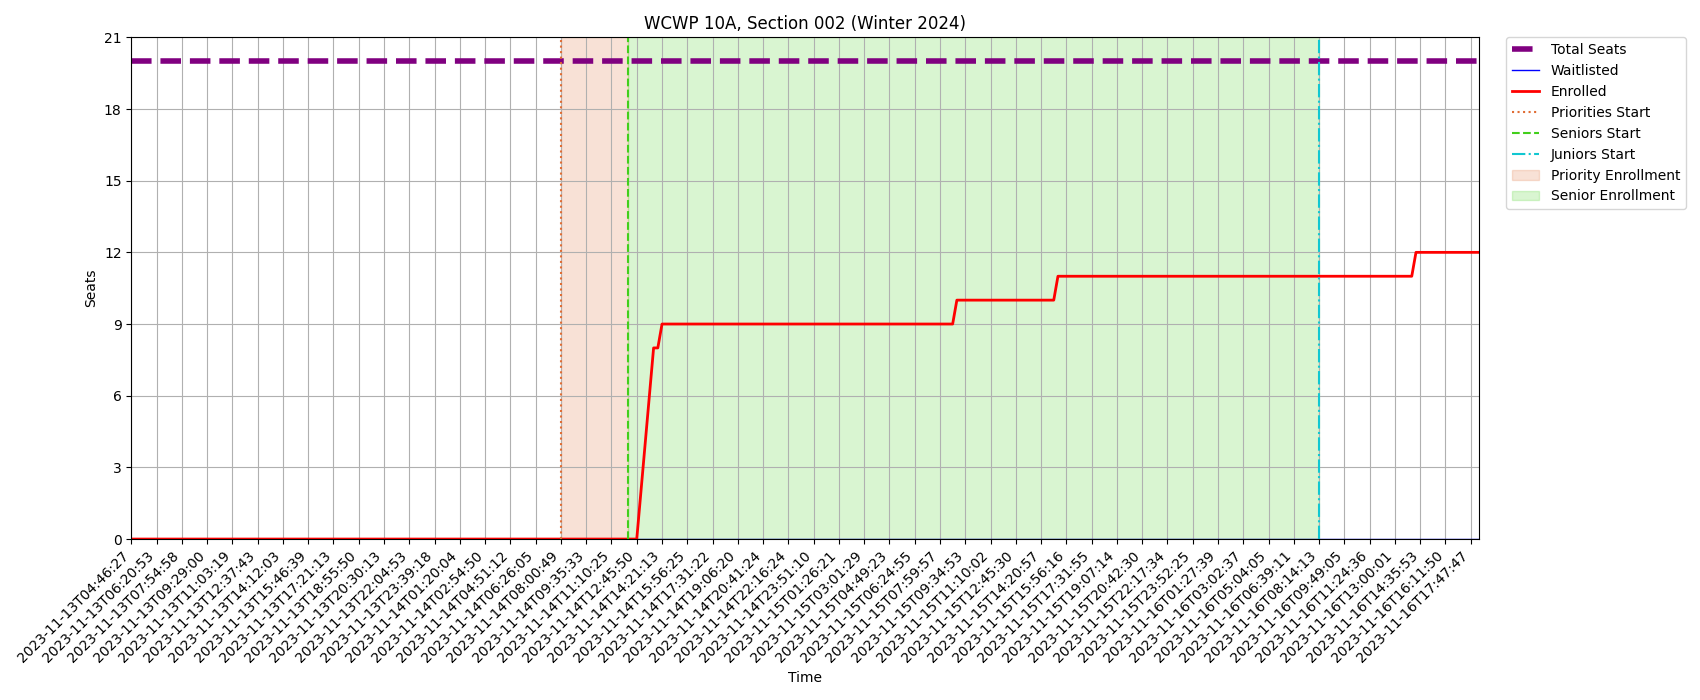 WCWP 10A, Section 002 (Winter 2024)
21
18
15
12
9
6
3
0
Seats
Total Seats
Waitlisted
Enrolled
Priorities Start
Seniors Start
Juniors Start
Priority Enrollment
Senior Enrollment
2023-11-13T04:46:27
2023-11-13T06:20:53
2023-11-13T07:54:58
2023-11-13T09:29:00
2023-11-13T11:03:19
2023-11-13T12:37:43
2023-11-13T14:12:03
2023-11-13T15:46:39
2023-11-13T17:21:13
2023-11-13T18:55:50
2023-11-13T20:30:13
2023-11-13T22:04:53
2023-11-13T23:39:18
2023-11-14T01:20:04
2023-11-14T02:54:50
2023-11-14T04:51:12
2023-11-14T06:26:05
2023-11-14T08:00:49
2023-11-14T09:35:33
2023-11-14T11:10:25
2023-11-14T12:45:50
2023-11-14T14:21:13
2023-11-14T15:56:25
2023-11-14T17:31:22
2023-11-14T19:06:20
2023-11-14T20:41:24
2023-11-14T22:16:24
2023-11-14T23:51:10
2023-11-15T01:26:21
2023-11-15T03:01:29
2023-11-15T04:49:23
2023-11-15T06:24:55
2023-11-15T07:59:57
2023-11-15T09:34:53
2023-11-15T11:10:02
2023-11-15T12:45:30
2023-11-15T14:20:57
2023-11-15T15:56:16
2023-11-15T17:31:55
2023-11-15T19:07:14
2023-11-15T20:42:30
2023-11-15T22:17:34
2023-11-15T23:52:25
2023-11-16T01:27:39
2023-11-16T03:02:37
2023-11-16T05:04:05
2023-11-16T06:39:11
2023-11-16T08:14:13
2023-11-16T09:49:05
2023-11-16T11:24:36
2023-11-16T13:00:01
2023-11-16T14:35:53
2023-11-16T16:11:50
2023-11-16T17:47:47
Time